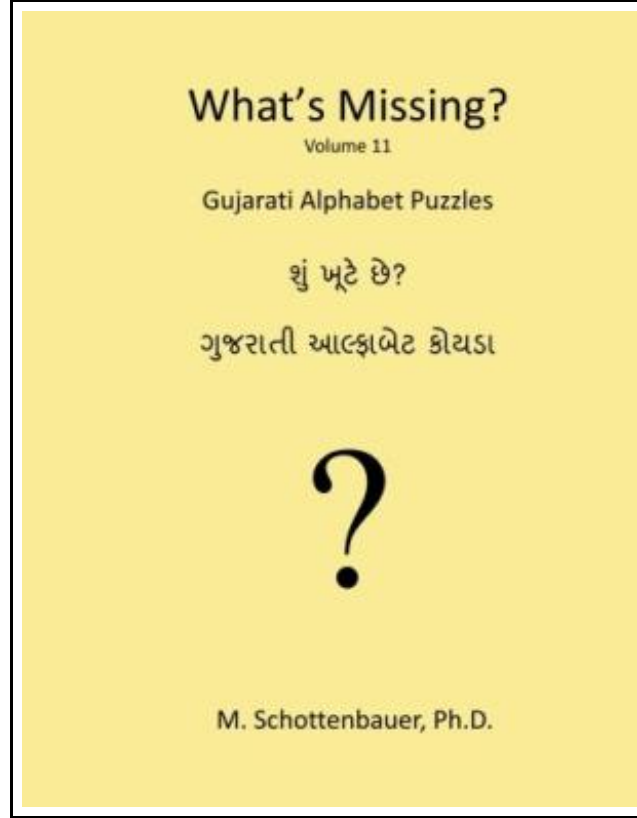 What's Missing?
Volume 11
Gujarati Alphabet Puzzles
શું ખૂટે છે?
ગુજરાતી આલ્ફાબેટ કોયડા
?
M. Schottenbauer, Ph.D.